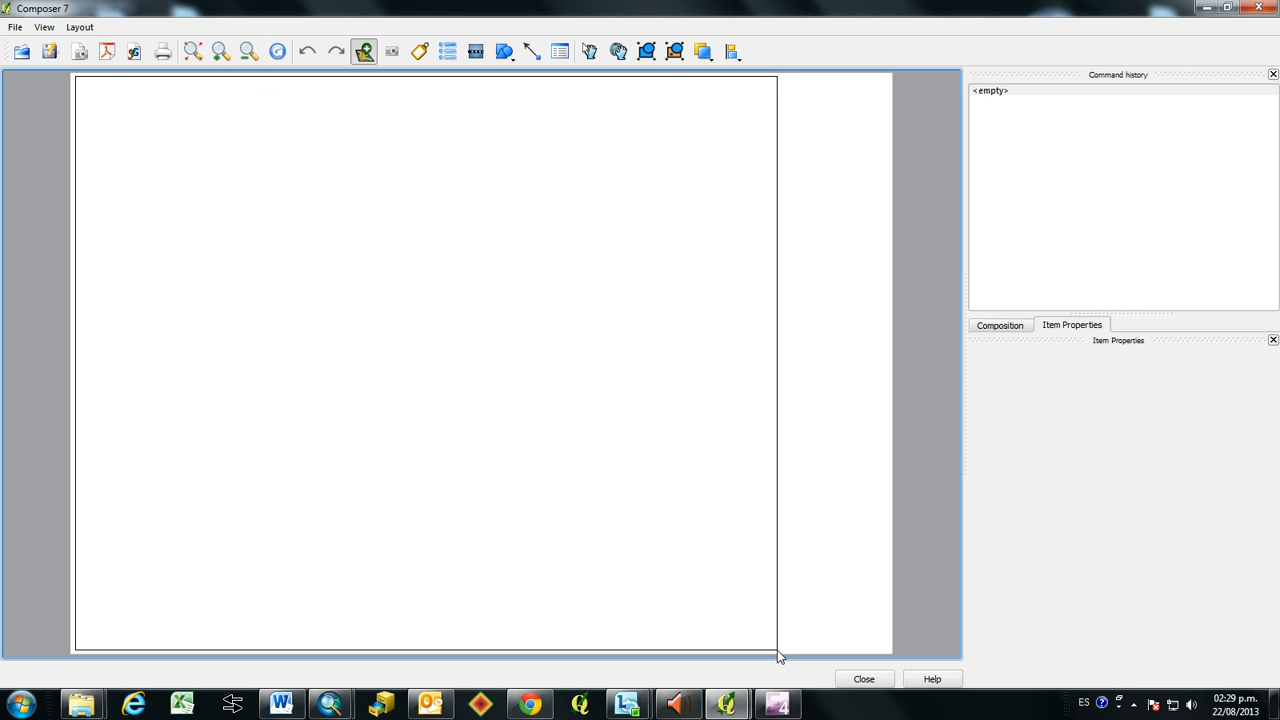 Composer 7
File View Layout
Command history
<empty>
Composition Item Properties
Item Properties
Close Help
ES 02:29 p.m.
22/08/2013